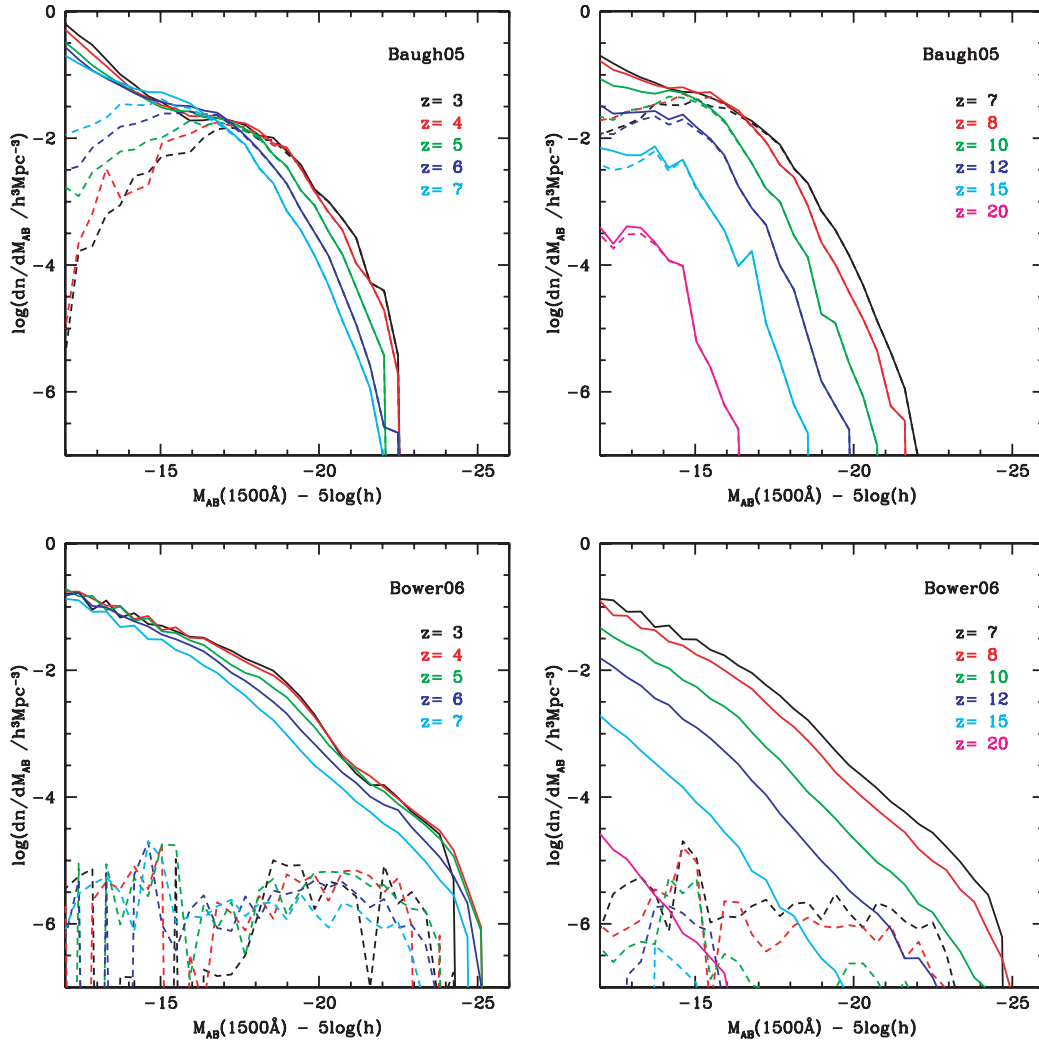 Baugh05
z= 3
z= 4
z= 5
z= 6
z= 7
0
-2
-4
-6
-15
-20
-25
log(dn/dM_AB /h³Mpc⁻³)
M_AB(1500Å) - 5log(h)
Baugh05
z= 7
z= 8
z= 10
z= 12
z= 15
z= 20
0
-2
-4
-6
-15
-20
-25
log(dn/dM_AB /h³Mpc⁻³)
M_AB(1500Å) - 5log(h)
Bower06
z= 3
z= 4
z= 5
z= 6
z= 7
0
-2
-4
-6
-15
-20
-25
log(dn/dM_AB /h³Mpc⁻³)
M_AB(1500Å) - 5log(h)
Bower06
z= 7
z= 8
z= 10
z= 12
z= 15
z= 20
0
-2
-4
-6
-15
-20
-25
log(dn/dM_AB /h³Mpc⁻³)
M_AB(1500Å) - 5log(h)